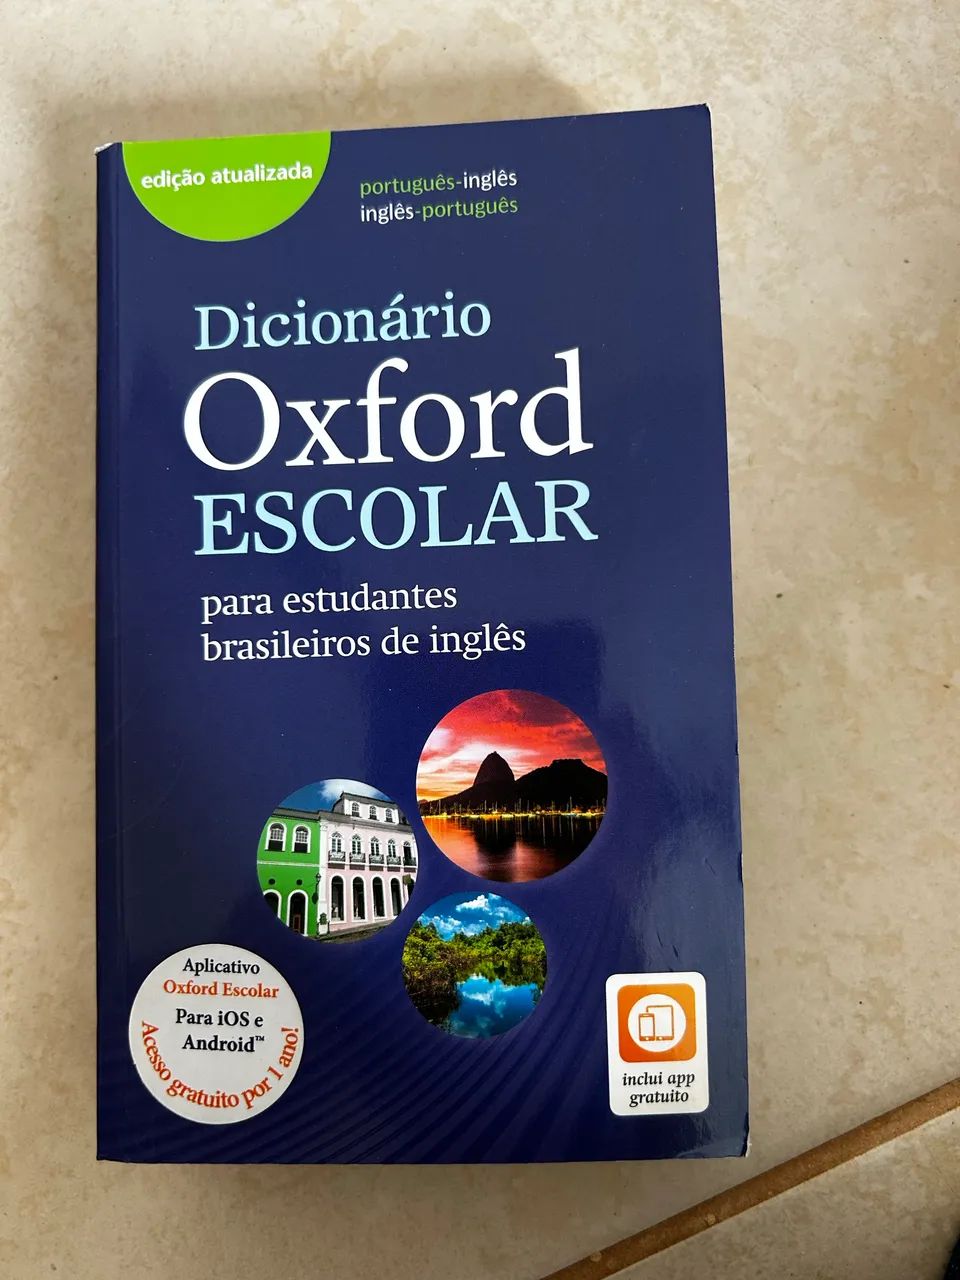 edição atualizada
português-inglês
inglês-português
Dicionário
Oxford
ESCOLAR
para estudantes
brasileiros de inglês
Aplicativo
Oxford Escolar
Para iOS e
Android™
Acesso gratuito por 1 ano!
inclui app
gratuito